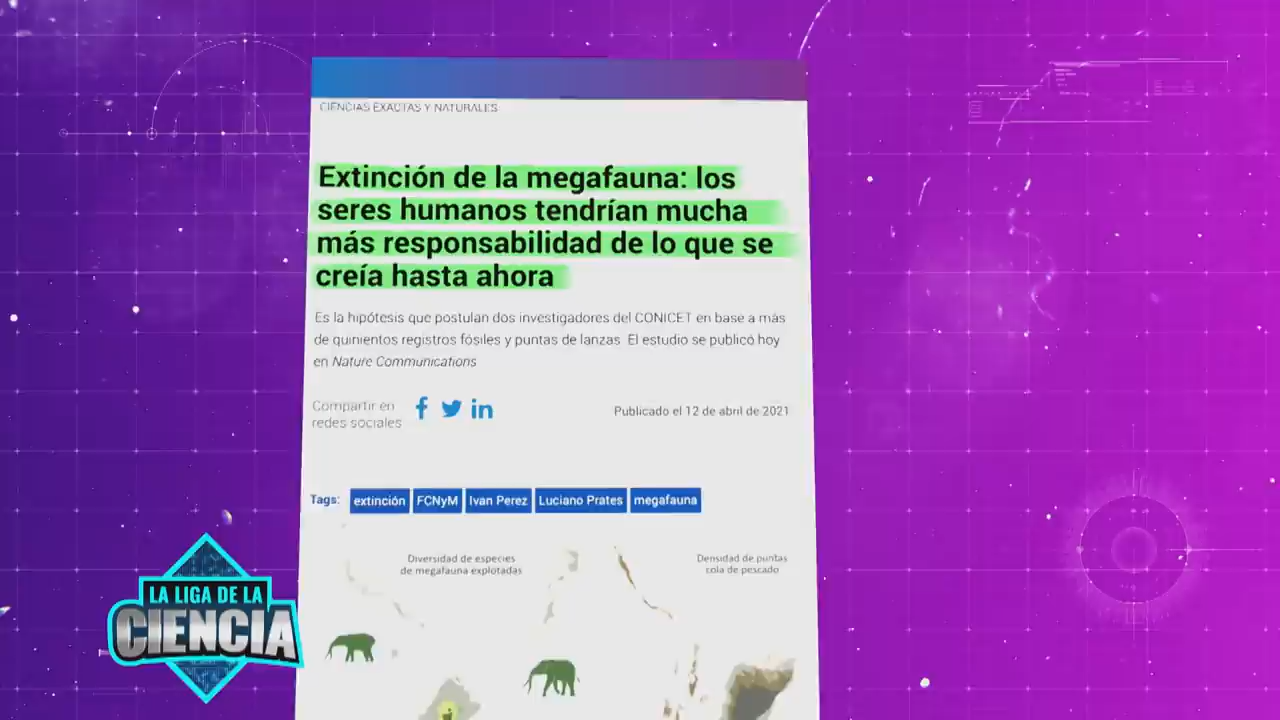 CIENCIAS EXACTAS Y NATURALES
Extinción de la megafauna: los
seres humanos tendrían mucha
más responsabilidad de lo que se
creía hasta ahora
Es la hipótesis que postulan dos investigadores del CONICET en base a más
de quinientos registros fósiles y puntas de lanzas. El estudio se publicó hoy
en Nature Communications
Compartir en
redes sociales
Publicado el 12 de abril de 2021
Tags: extinción FCNyM Ivan Perez Luciano Prates megafauna
Diversidad de especies
de megafauna explotadas
Densidad de puntas
cola de pescado
LA LIGA DE LA
CIENCIA